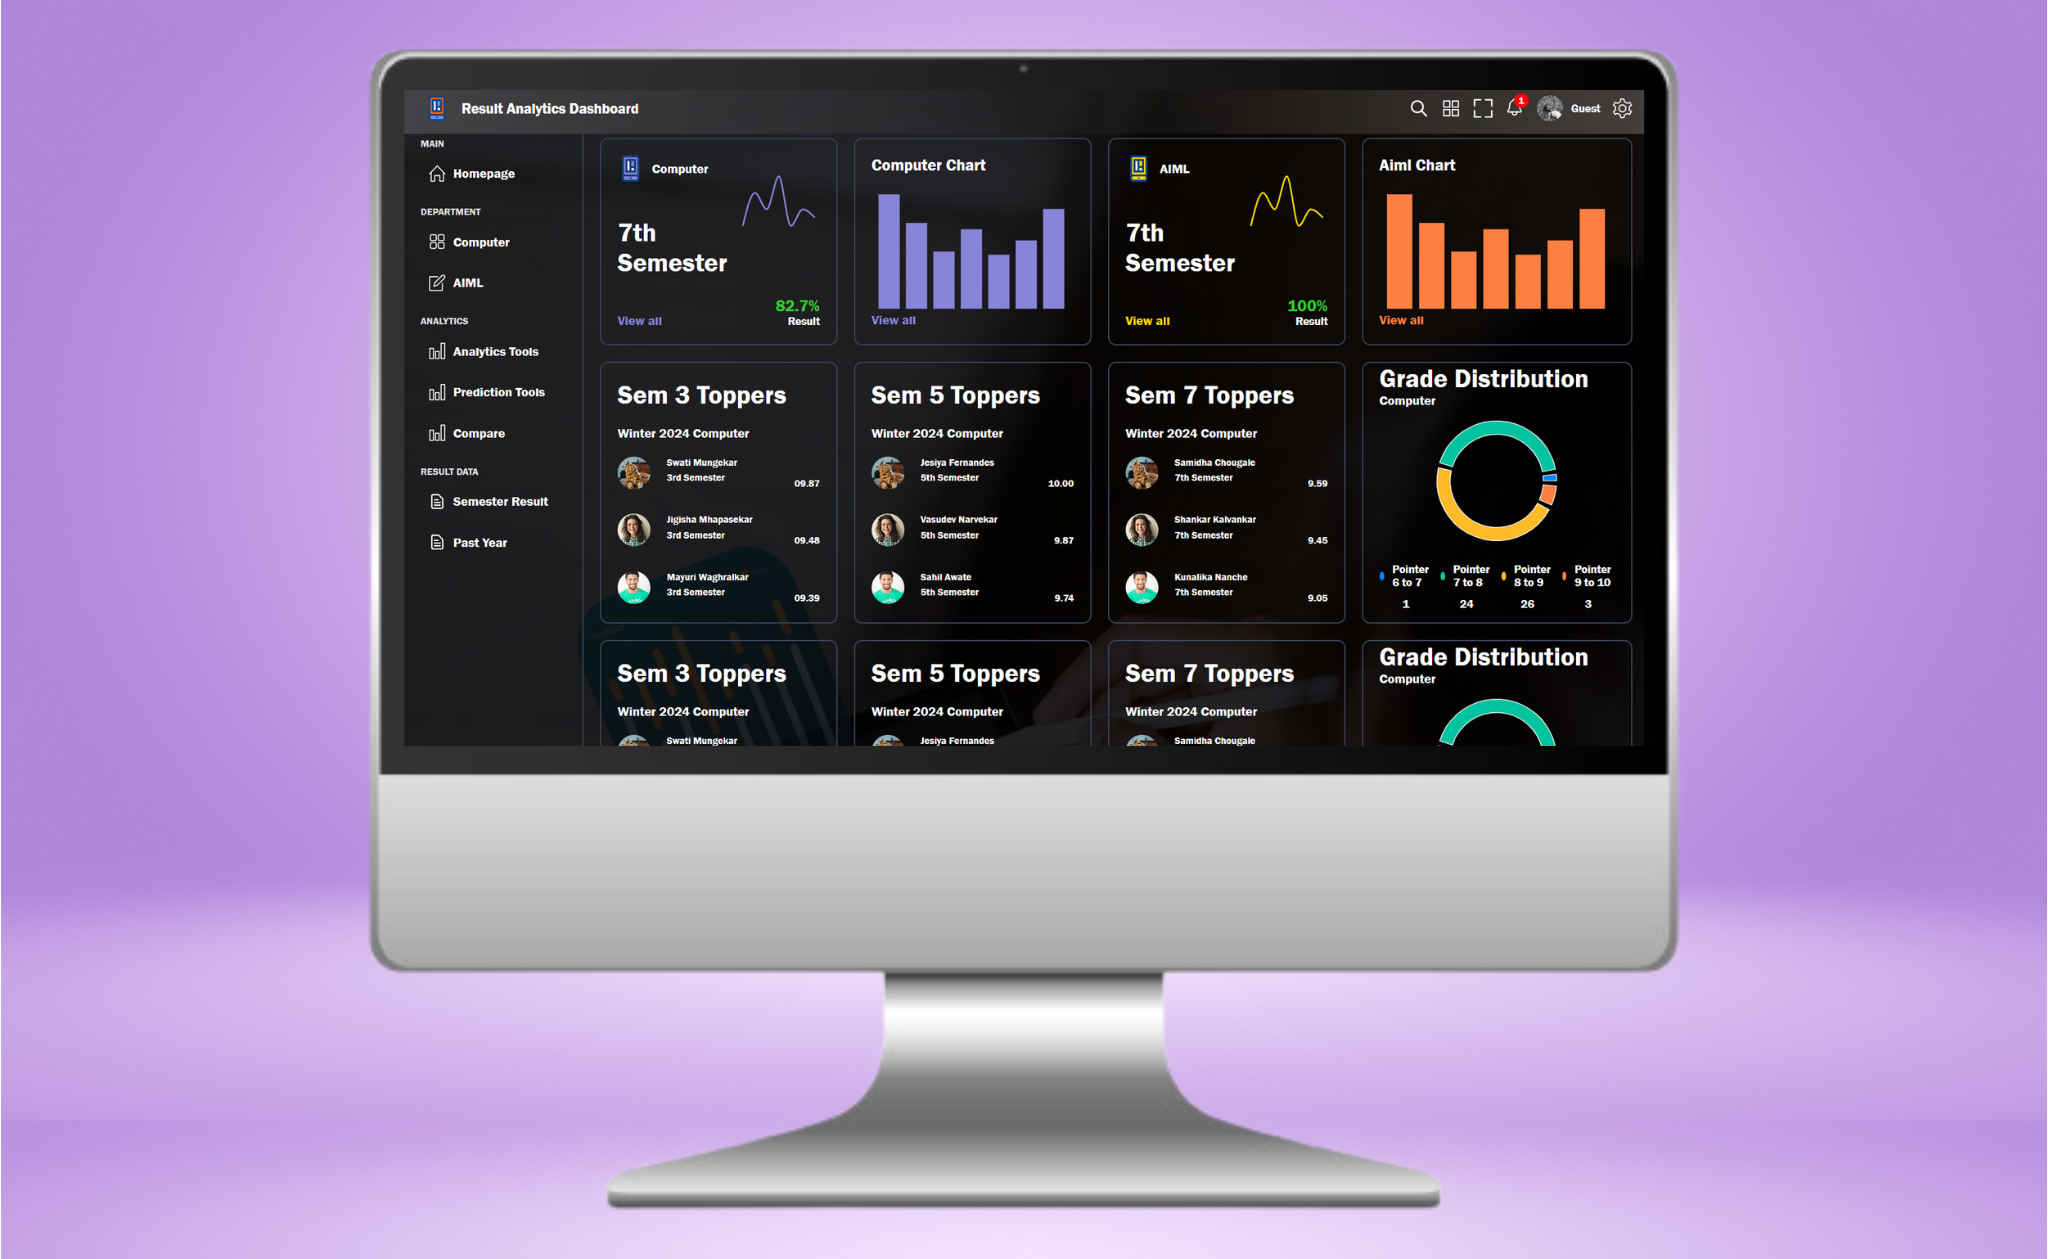 Result Analytics Dashboard
1
Guest
MAIN
Homepage
DEPARTMENT
Computer
AIML
ANALYTICS
Analytics Tools
Prediction Tools
Compare
RESULT DATA
Semester Result
Past Year
Computer
7th
Semester
82.7%
View all
Result
Computer Chart
View all
AIML
7th
Semester
100%
View all
Result
Aiml Chart
View all
Sem 3 Toppers
Winter 2024 Computer
Swati Mungekar
3rd Semester
09.87
Jigisha Mhapasekar
3rd Semester
09.48
Mayuri Waghralkar
3rd Semester
09.39
Sem 5 Toppers
Winter 2024 Computer
Jesiya Fernandes
5th Semester
10.00
Vasudev Narvekar
5th Semester
9.87
Sahil Awate
5th Semester
9.74
Sem 7 Toppers
Winter 2024 Computer
Samidha Chougale
7th Semester
9.59
Shankar Kalvankar
7th Semester
9.45
Kunalika Nanche
7th Semester
9.05
Grade Distribution
Computer
Pointer
6 to 7
1
Pointer
7 to 8
24
Pointer
8 to 9
26
Pointer
9 to 10
3
Statistics
Sem 3 Toppers
Winter 2024 Computer
Swati Mungekar
Sem 5 Toppers
Winter 2024 Computer
Jesiya Fernandes
Sem 7 Toppers
Winter 2024 Computer
Samidha Chougale
Grade Distribution
Computer